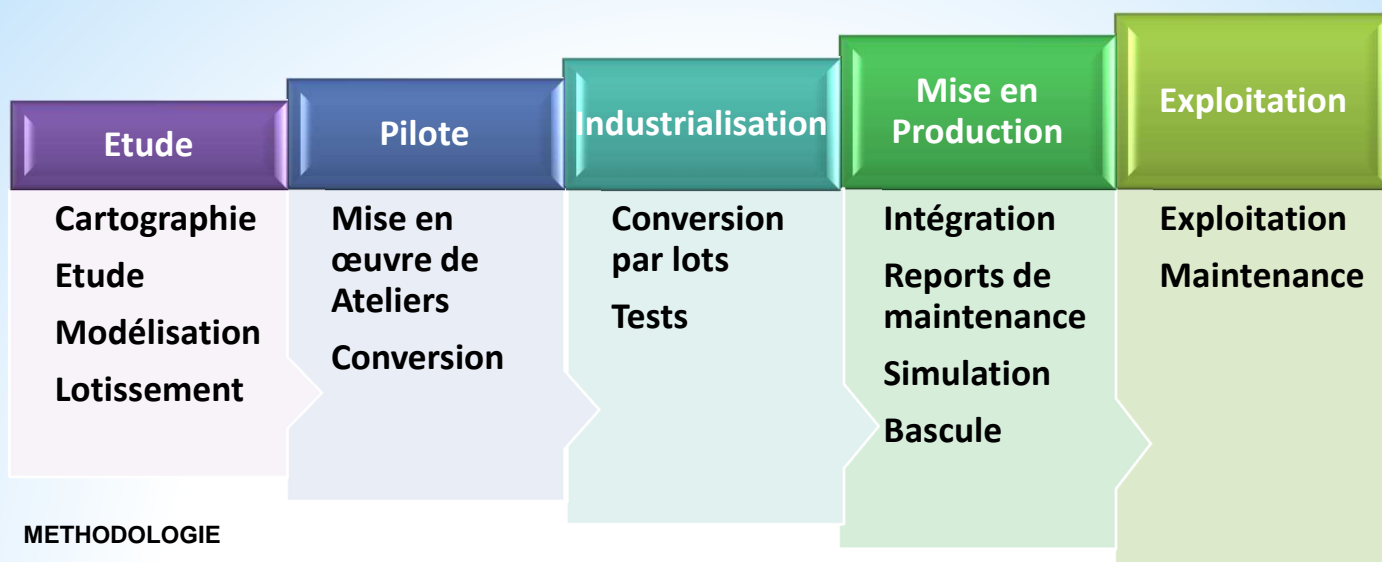 Etude
Cartographie
Etude
Modélisation
Lotissement
Pilote
Mise en
œuvre de
Ateliers
Conversion
Industrialisation
Conversion
par lots
Tests
Mise en
Production
Intégration
Reports de
maintenance
Simulation
Bascule
Exploitation
Exploitation
Maintenance
METHODOLOGIE